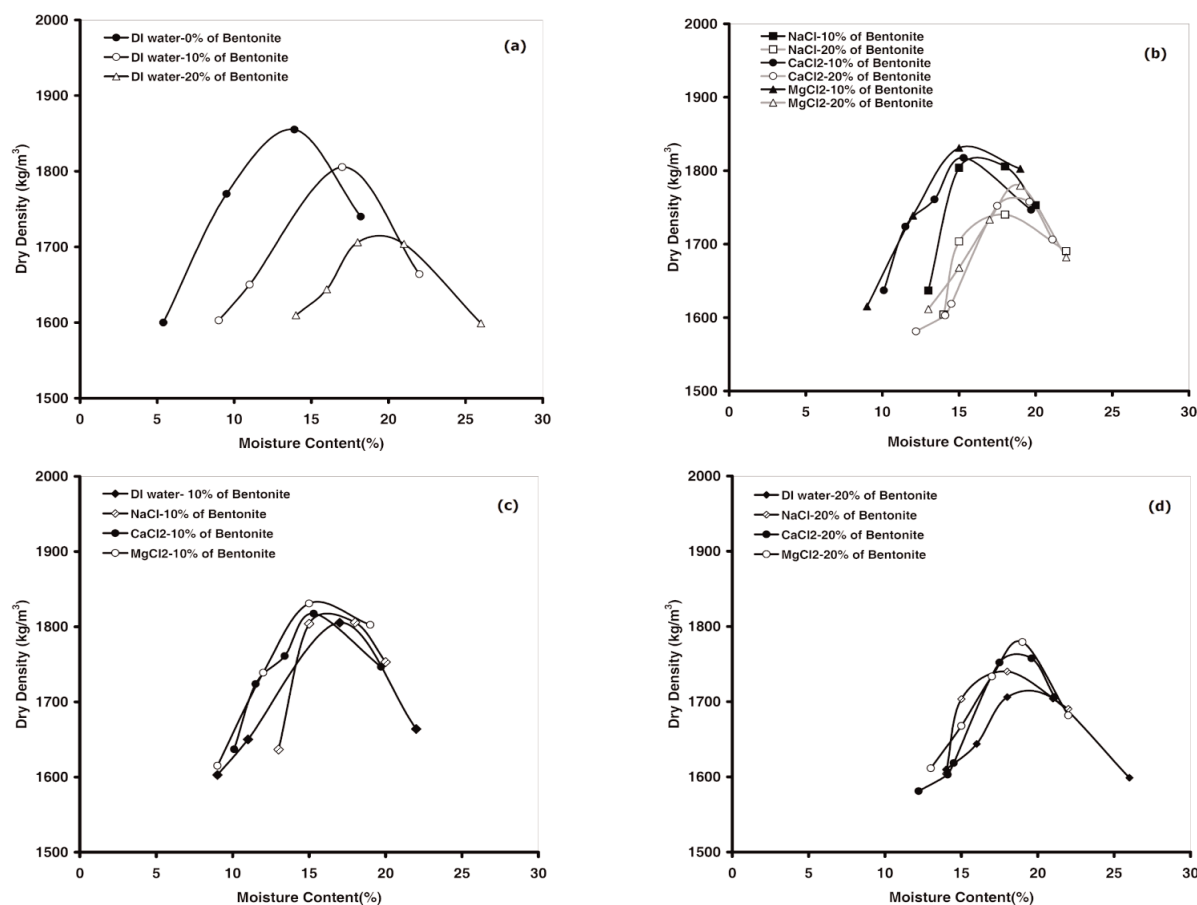 2000
1900
1800
1700
1600
1500
0 5 10 15 20 25 30
Dry Density (kg/m³)
Moisture Content(%)
DI water-0% of Bentonite
DI water-10% of Bentonite
DI water-20% of Bentonite
(a)
2000
1900
1800
1700
1600
1500
0 5 10 15 20 25 30
Dry Density (kg/m³)
Moisture Content(%)
NaCl-10% of Bentonite
NaCl-20% of Bentonite
CaCl2-10% of Bentonite
CaCl2-20% of Bentonite
MgCl2-10% of Bentonite
MgCl2-20% of Bentonite
(b)
2000
1900
1800
1700
1600
1500
0 5 10 15 20 25 30
Dry Density (kg/m³)
Moisture Content(%)
DI water- 10% of Bentonite
NaCl-10% of Bentonite
CaCl2-10% of Bentonite
MgCl2-10% of Bentonite
(c)
2000
1900
1800
1700
1600
1500
0 5 10 15 20 25 30
Dry Density (kg/m³)
Moisture Content(%)
DI water-20% of Bentonite
NaCl-20% of Bentonite
CaCl2-20% of Bentonite
MgCl2-20% of Bentonite
(d)